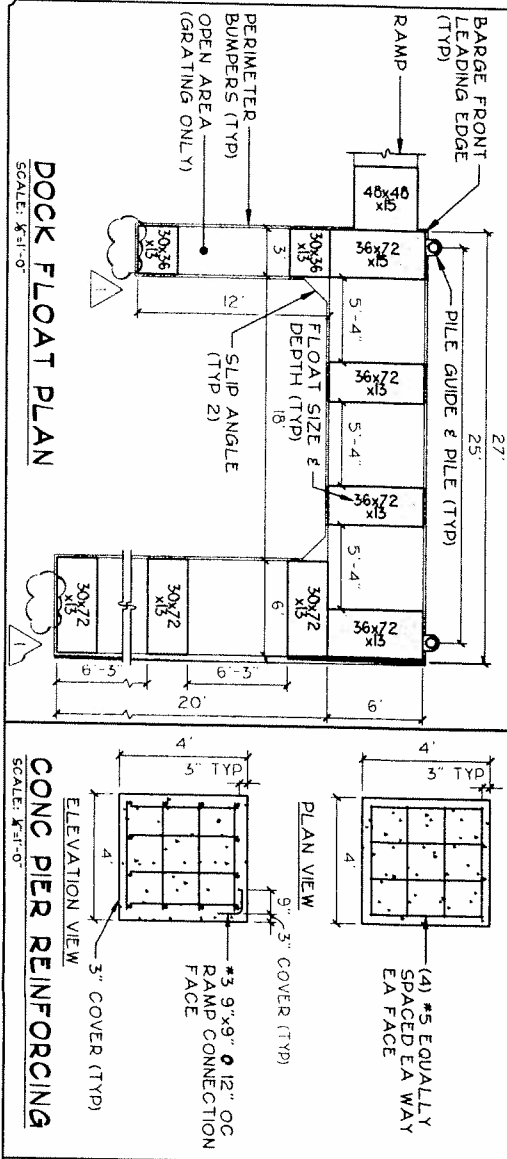 BARGE FRONT
LEADING EDGE
(TYP)
RAMP
PERIMETER
BUMPERS (TYP)
OPEN AREA
(GRATING ONLY)
27'
25'
PILE GUIDE & PILE (TYP)
48x48
x15
36x72
x15
36x72
x13
36x72
x13
36x72
x13
5'-4"
5'-4"
5'-4"
6'
FLOAT SIZE &
DEPTH (TYP)
SLIP ANGLE
(TYP 2)
30x36
x13
30x36
x13
3'
12'
18'
6'
30x72
x13
30x72
x13
30x72
x13
6'-3"
6'-3"
20'
1
1
DOCK FLOAT PLAN
SCALE: ⅛"=1'-0"
4'
3" TYP
4'
PLAN VIEW
(4) #5 EQUALLY
SPACED EA WAY
EA FACE
4'
3" TYP
4'
9"
3" COVER (TYP)
#3 9"x9" @ 12" OC
RAMP CONNECTION
FACE
3" COVER (TYP)
ELEVATION VIEW
CONC PIER REINFORCING
SCALE: ¼"=1'-0"